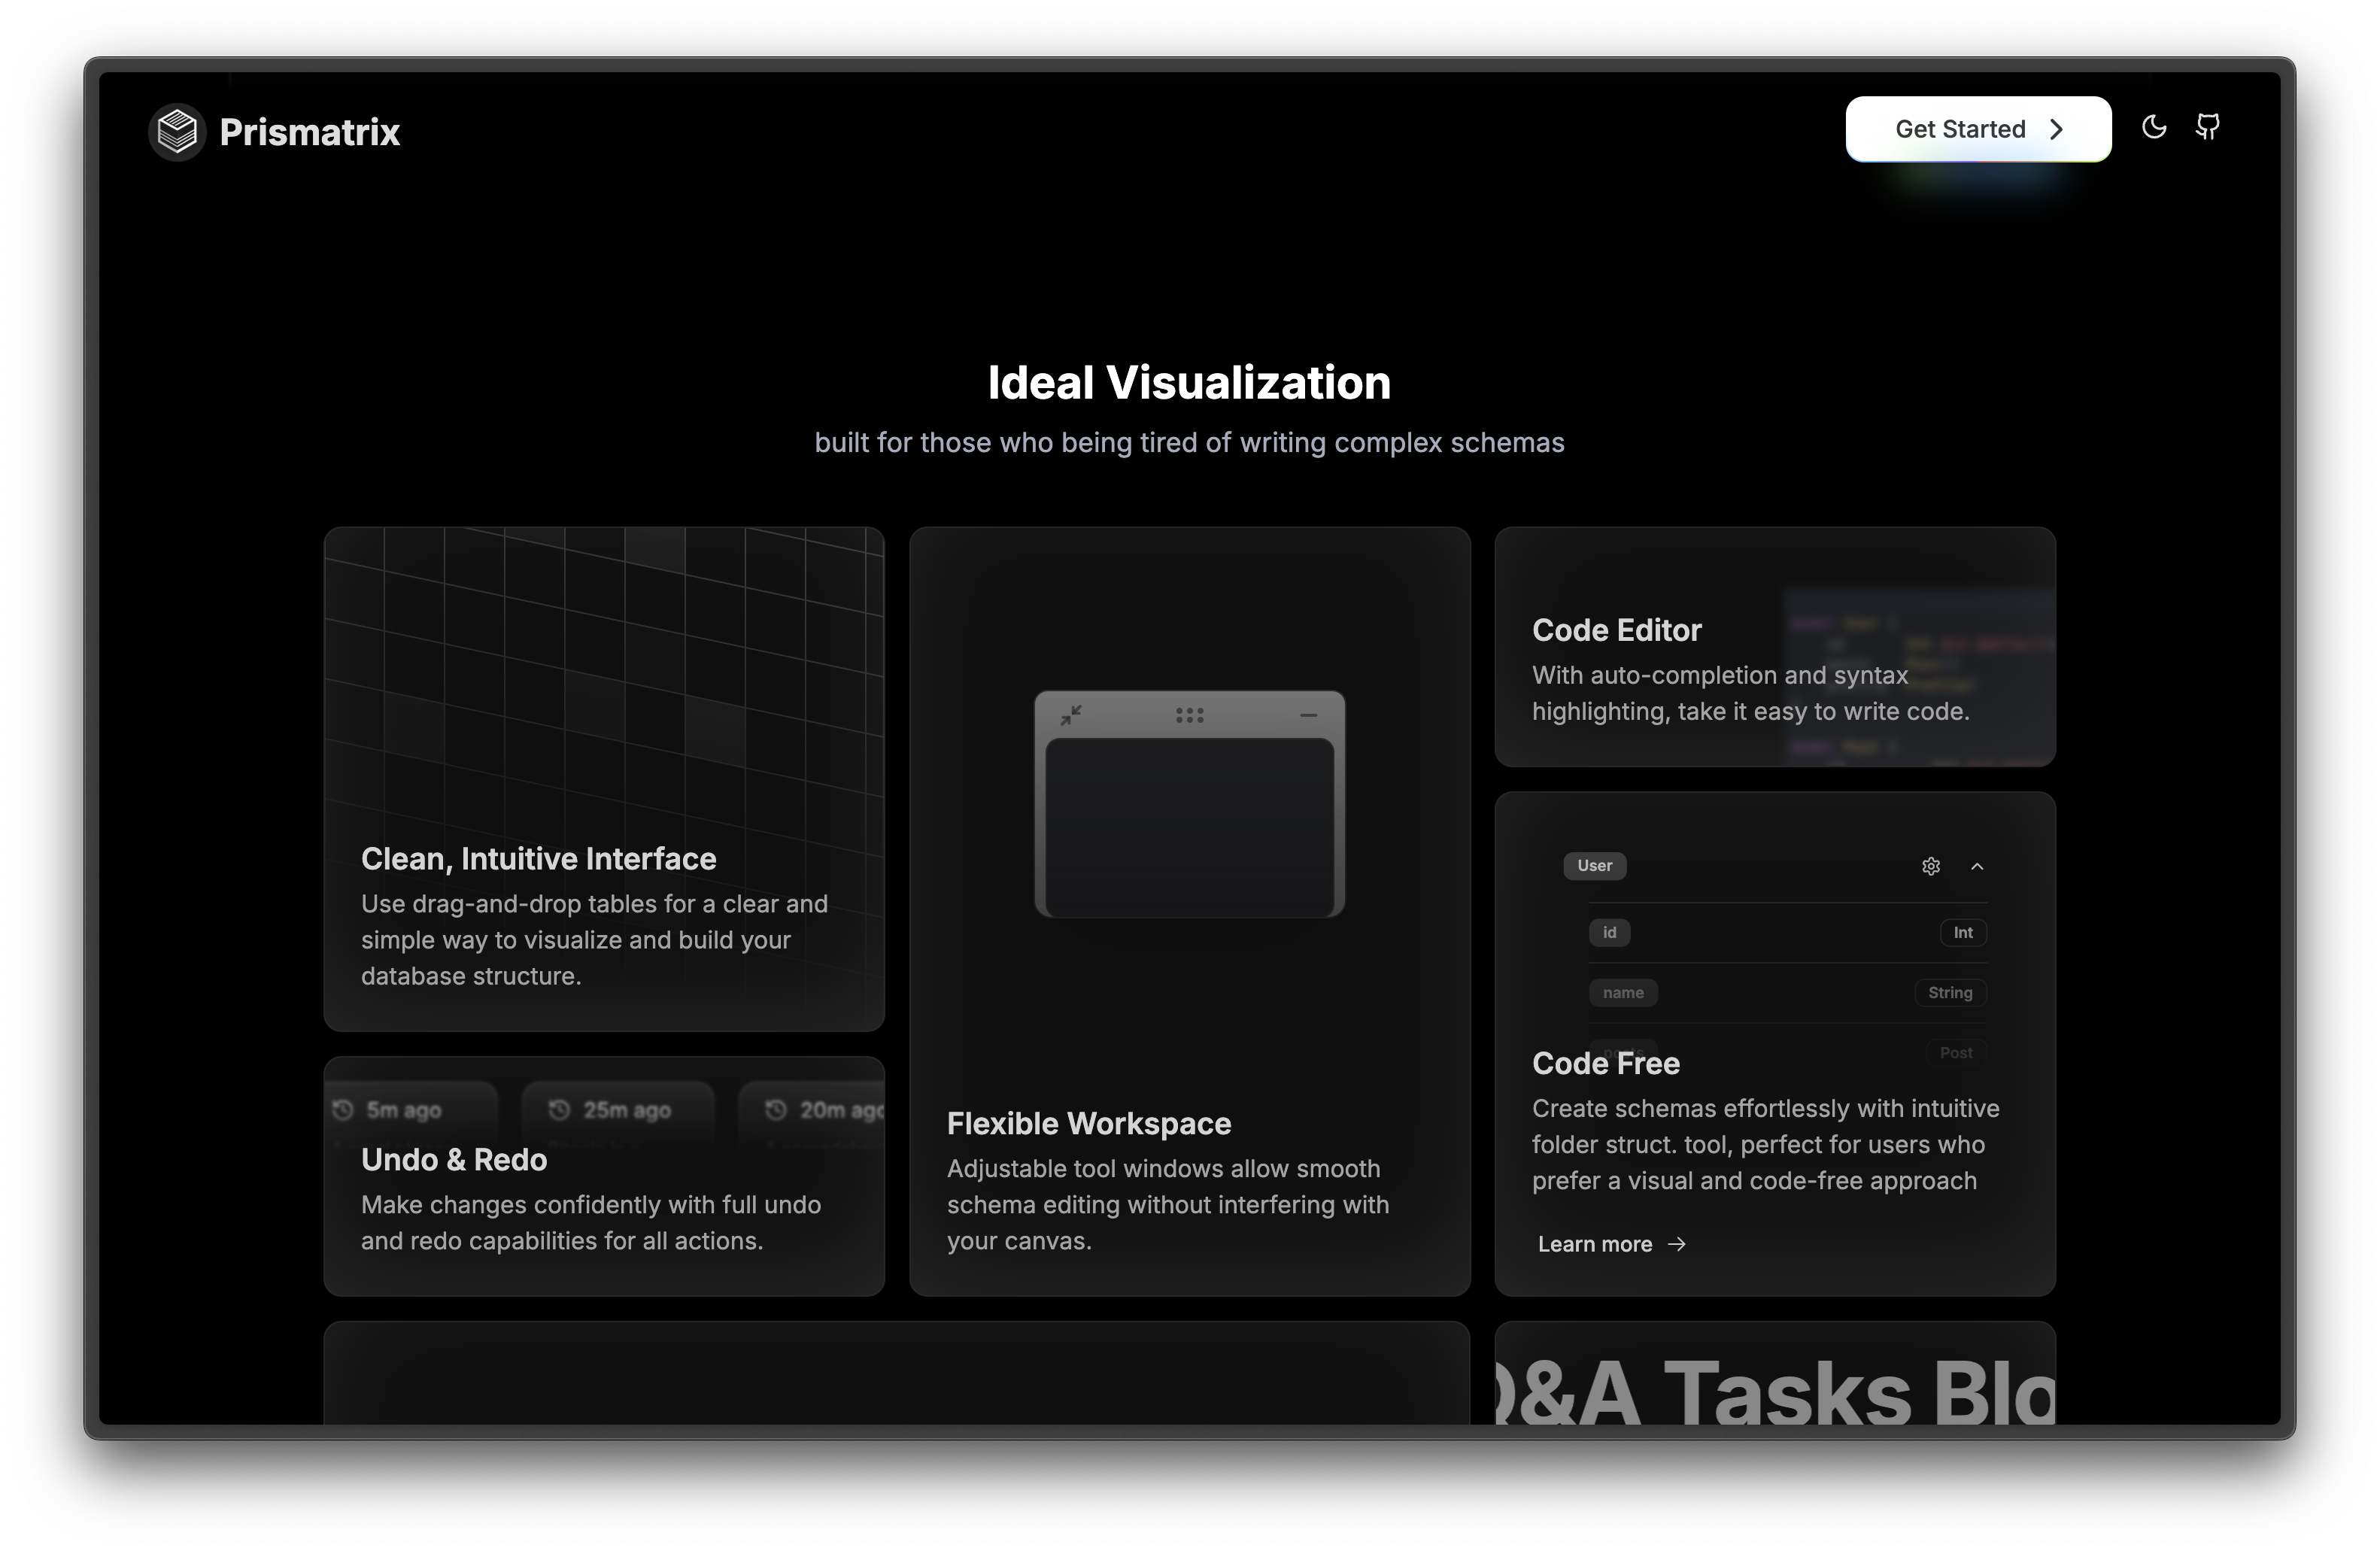 Prismatrix
Get Started
Ideal Visualization
built for those who being tired of writing complex schemas
Clean, Intuitive Interface
Use drag-and-drop tables for a clear and
simple way to visualize and build your
database structure.
5m ago
25m ago
20m ago
Undo & Redo
Make changes confidently with full undo
and redo capabilities for all actions.
Flexible Workspace
Adjustable tool windows allow smooth
schema editing without interfering with
your canvas.
Code Editor
With auto-completion and syntax
highlighting, take it easy to write code.
User
id Int
name String
Post
Code Free
Create schemas effortlessly with intuitive
folder struct. tool, perfect for users who
prefer a visual and code-free approach
Learn more
Q&A Tasks Blo